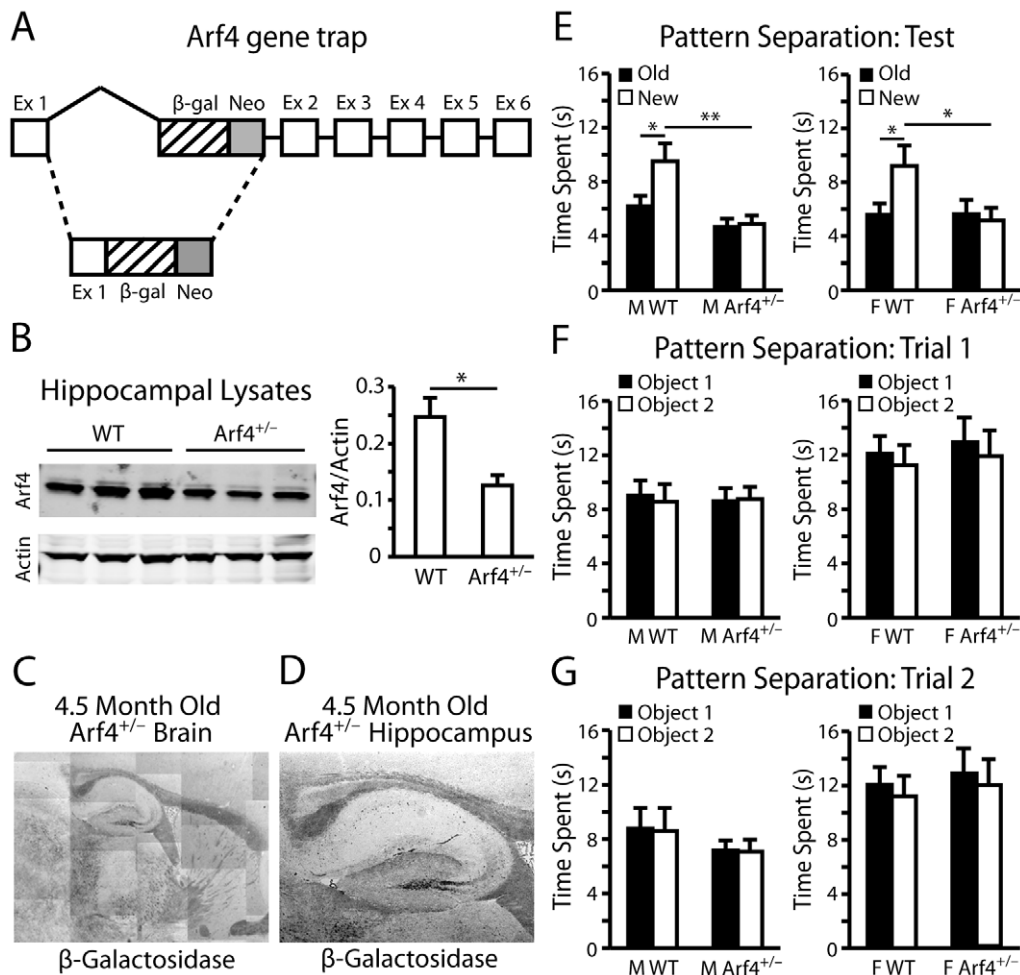 A
Arf4 gene trap
Ex 1
β-gal
Neo
Ex 2
Ex 3
Ex 4
Ex 5
Ex 6
Ex 1
β-gal
Neo
B
Hippocampal Lysates
WT
Arf4+/−
Arf4
Actin
Arf4/Actin
0.3
0.2
0.1
0
*
WT
Arf4+/−
C
4.5 Month Old
Arf4+/− Brain
β-Galactosidase
D
4.5 Month Old
Arf4+/− Hippocampus
β-Galactosidase
E
Pattern Separation: Test
Time Spent (s)
16
12
8
4
0
Old
New
*
**
M WT
M Arf4+/−
Time Spent (s)
16
12
8
4
0
Old
New
*
*
F WT
F Arf4+/−
F
Pattern Separation: Trial 1
Time Spent (s)
16
12
8
4
0
Object 1
Object 2
M WT
M Arf4+/−
Time Spent (s)
16
12
8
4
0
Object 1
Object 2
F WT
F Arf4+/−
G
Pattern Separation: Trial 2
Time Spent (s)
16
12
8
4
0
Object 1
Object 2
M WT
M Arf4+/−
Time Spent (s)
16
12
8
4
0
Object 1
Object 2
F WT
F Arf4+/−